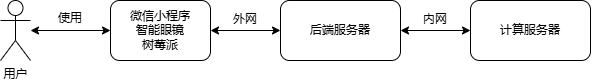 用户
使用
微信小程序
智能眼镜
树莓派
外网
后端服务器
内网
计算服务器